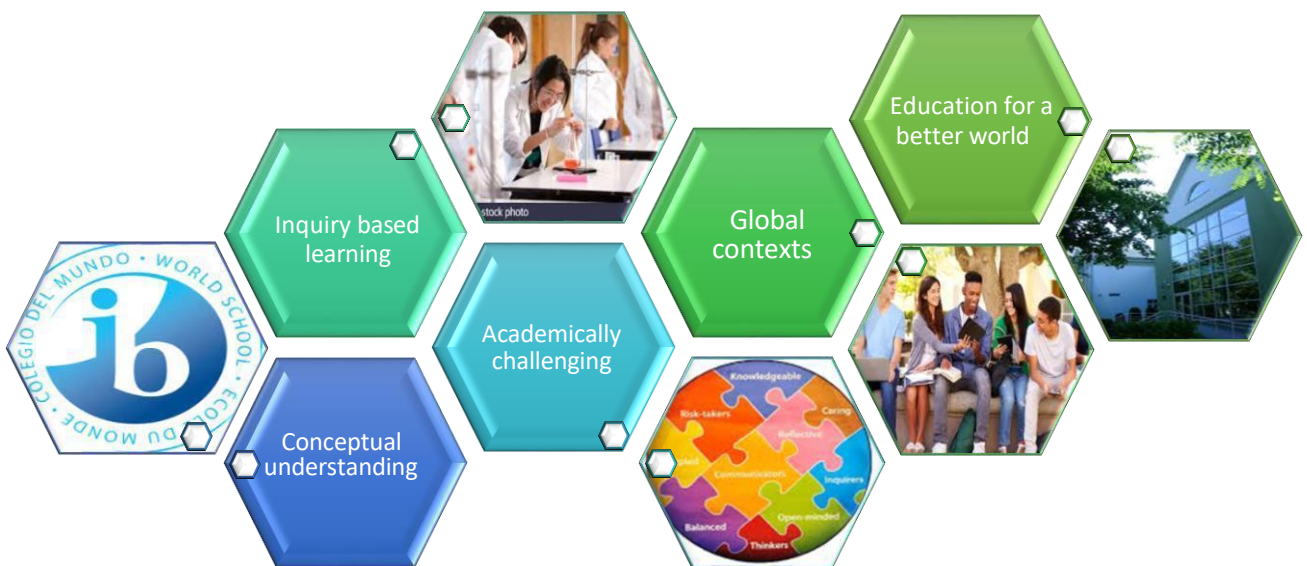 COLEGIO DEL MUNDO · WORLD SCHOOL · ECOLE DU MONDE ·
ib
Inquiry based
learning
Conceptual
understanding
stock photo
Academically
challenging
Global
contexts
Knowledgeable
Risk-takers
Caring
Reflective
Communicators
Inquirers
Open-minded
Balanced
Thinkers
Education for a
better world